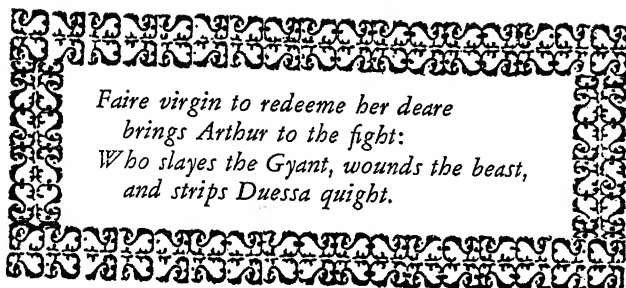 Faire virgin to redeeme her deare
brings Arthur to the fight:
Who slayes the Gyant, wounds the beast,
and strips Duessa quight.